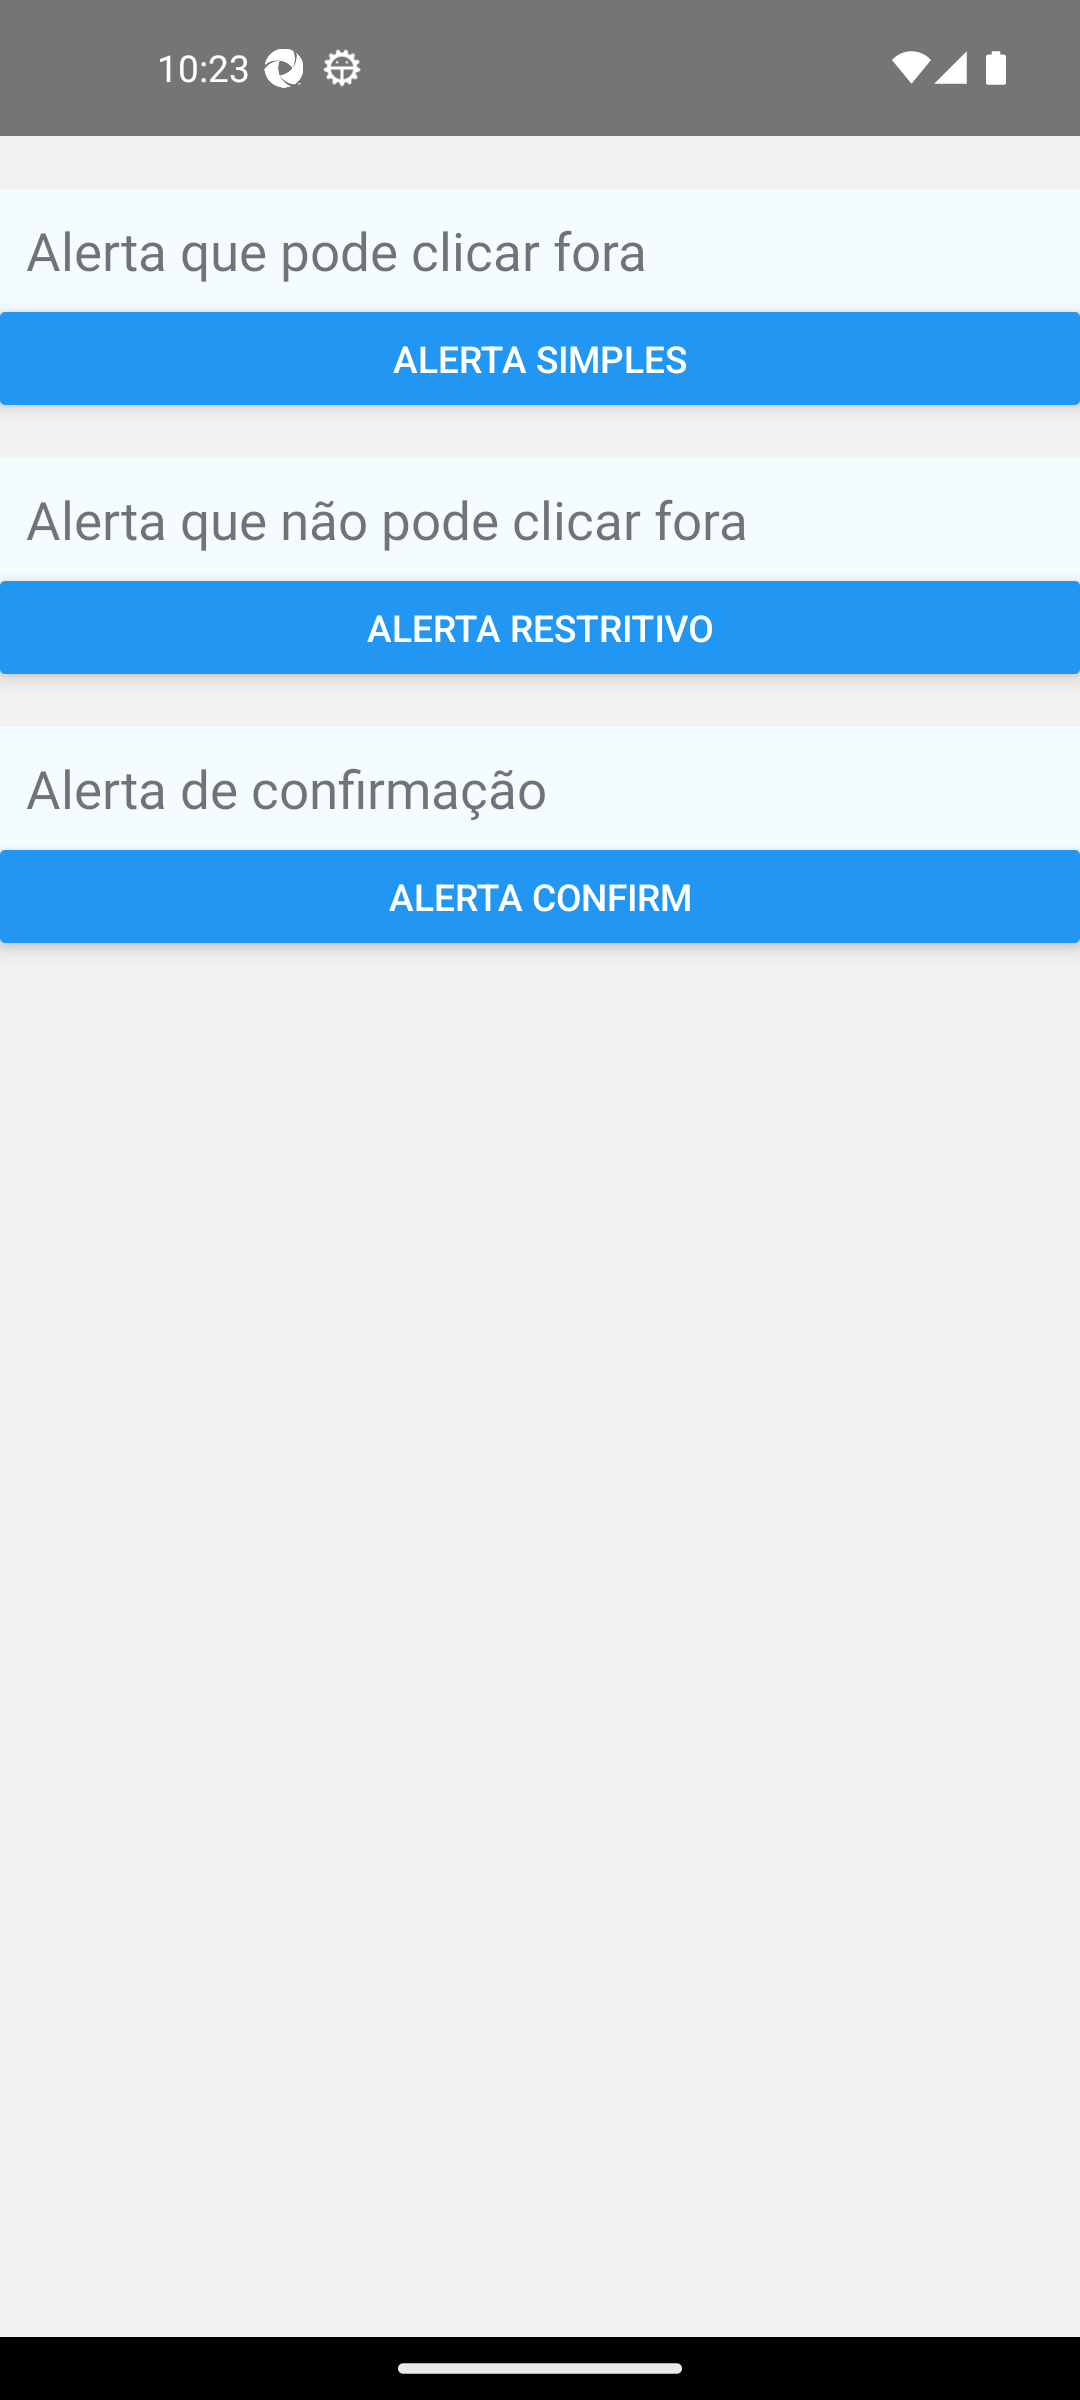 10:23
Alerta que pode clicar fora
ALERTA SIMPLES
Alerta que não pode clicar fora
ALERTA RESTRITIVO
Alerta de confirmação
ALERTA CONFIRM